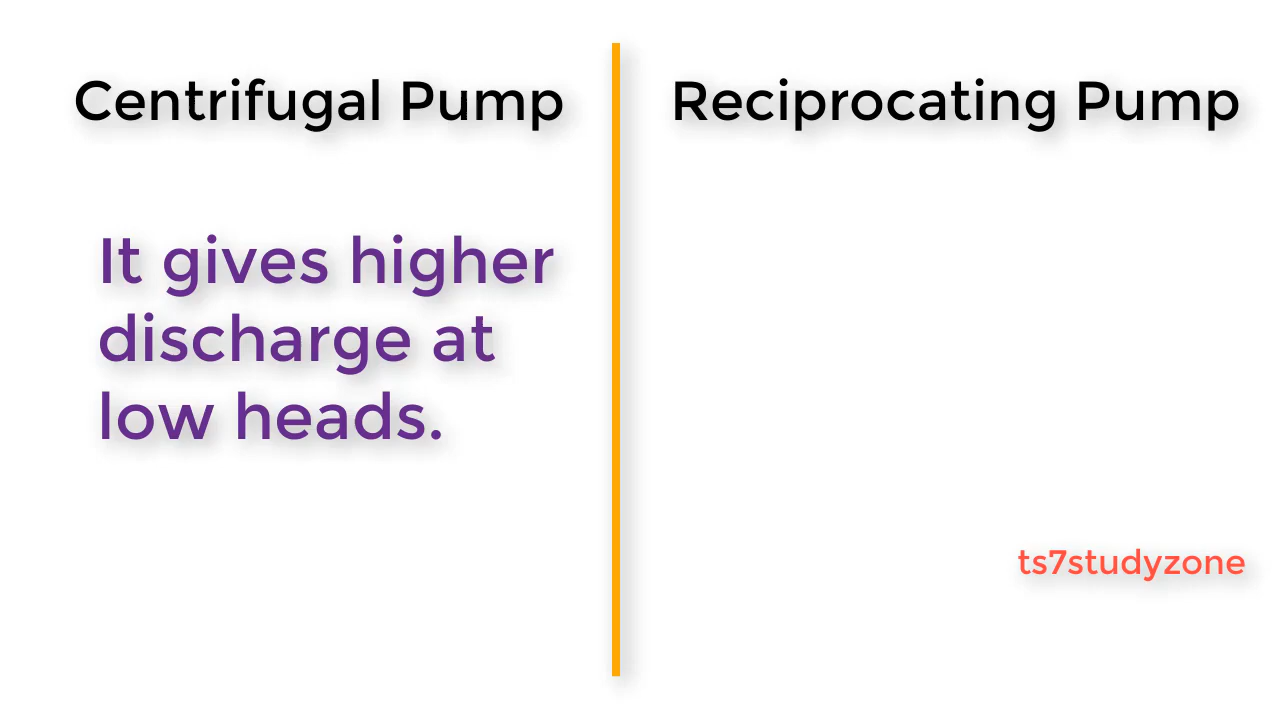 Centrifugal Pump
Reciprocating Pump
It gives higher
discharge at
low heads.
ts7studyzone